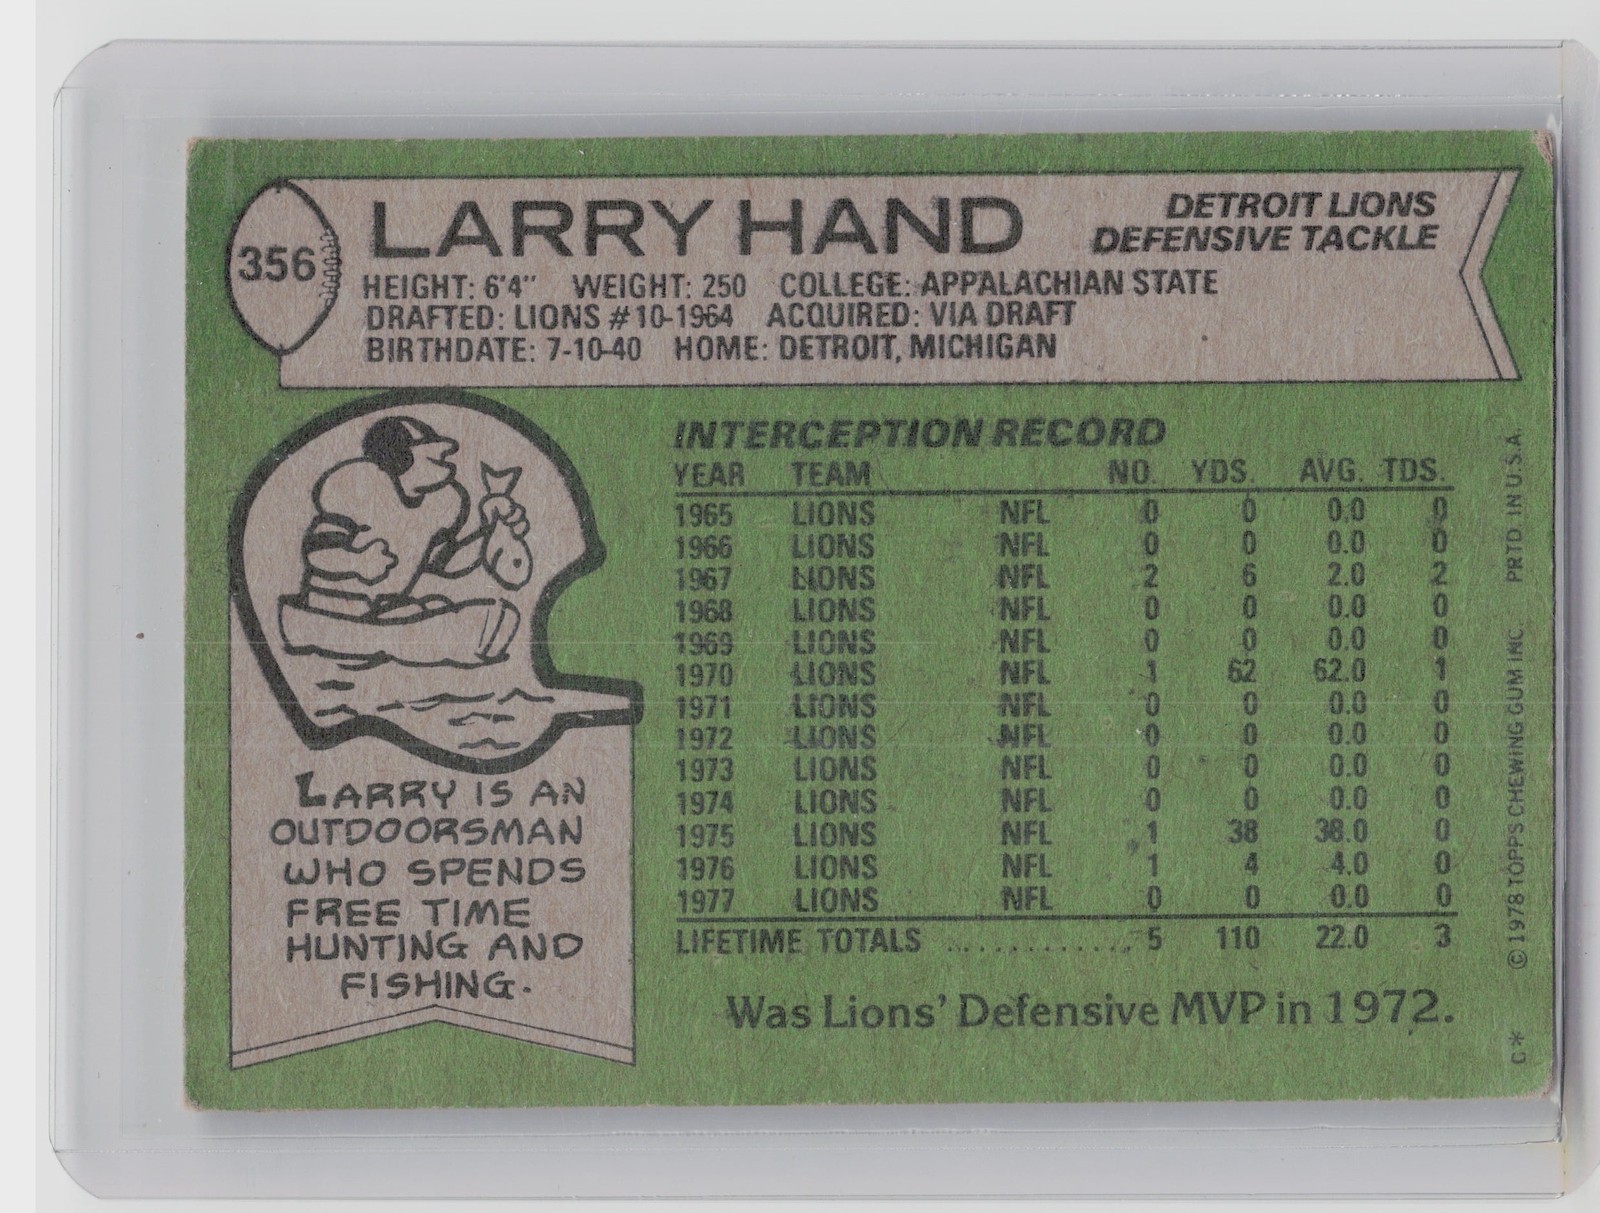 356
LARRY HAND
DETROIT LIONS
DEFENSIVE TACKLE
HEIGHT: 6'4" WEIGHT: 250 COLLEGE: APPALACHIAN STATE
DRAFTED: LIONS #10-1964 ACQUIRED: VIA DRAFT
BIRTHDATE: 7-10-40 HOME: DETROIT, MICHIGAN
LARRY IS AN
OUTDOORSMAN
WHO SPENDS
FREE TIME
HUNTING AND
FISHING.
INTERCEPTION RECORD
YEAR TEAM NO. YDS. AVG. TDS.
1965 LIONS NFL 0 0 0.0 0
1966 LIONS NFL 0 0 0.0 0
1967 LIONS NFL 2 6 2.0 2
1968 LIONS NFL 0 0 0.0 0
1969 LIONS NFL 0 0 0.0 0
1970 LIONS NFL 1 62 62.0 1
1971 LIONS NFL 0 0 0.0 0
1972 LIONS NFL 0 0 0.0 0
1973 LIONS NFL 0 0 0.0 0
1974 LIONS NFL 0 0 0.0 0
1975 LIONS NFL 1 38 38.0 0
1976 LIONS NFL 1 4 4.0 0
1977 LIONS NFL 0 0 0.0 0
LIFETIME TOTALS ............. 5 110 22.0 3
Was Lions' Defensive MVP in 1972.
C* © 1978 TOPPS CHEWING GUM INC. PRTD IN U.S.A.